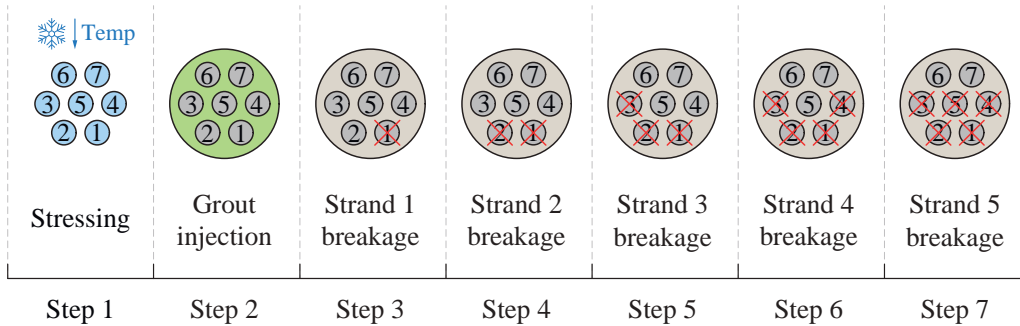 Temp
6 7 6 7 6 7 6 7 6 7 6 7 6 7
3 5 4 3 5 4 3 5 4 3 5 4 3 5 4 3 5 4 3 5 4
2 1 2 1 2 1 2 1 2 1 2 1 2 1
Stressing
Grout
injection
Strand 1
breakage
Strand 2
breakage
Strand 3
breakage
Strand 4
breakage
Strand 5
breakage
Step 1 Step 2 Step 3 Step 4 Step 5 Step 6 Step 7